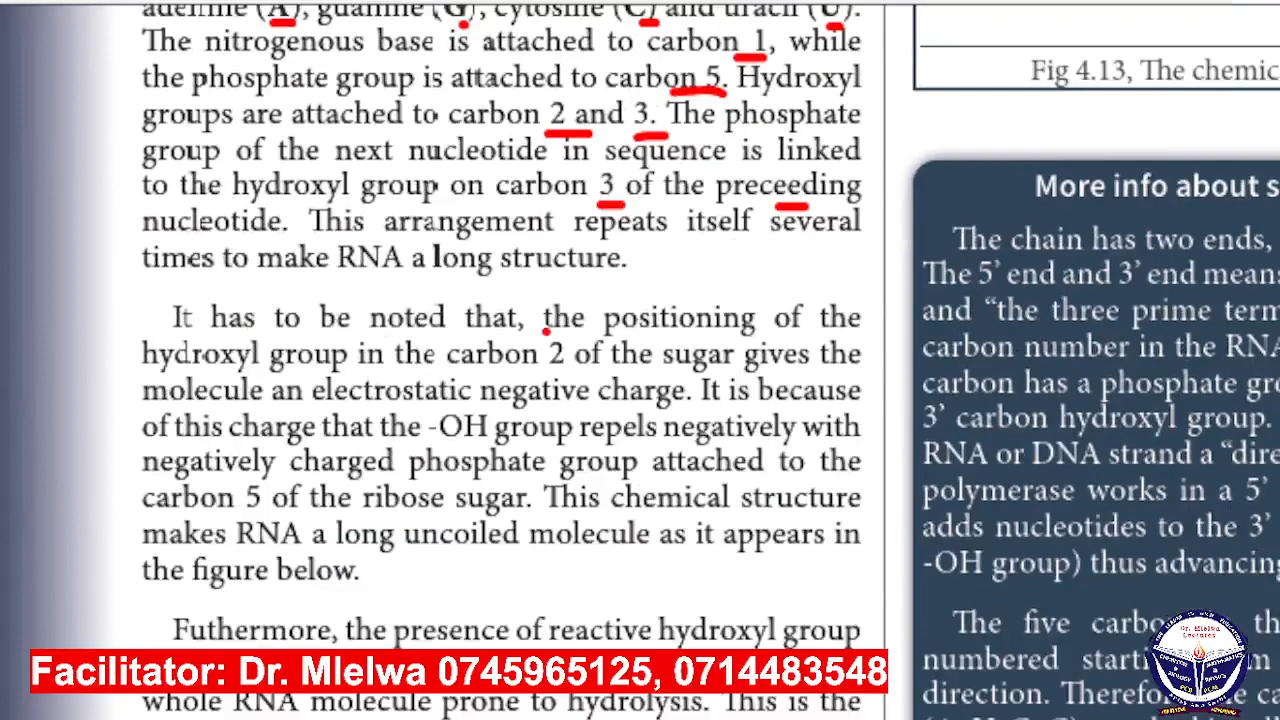 adenine (A), guanine (G), cytosine (C) and uracil (U).
The nitrogenous base is attached to carbon 1, while
the phosphate group is attached to carbon 5. Hydroxyl
groups are attached to carbon 2 and 3. The phosphate
group of the next nucleotide in sequence is linked
to the hydroxyl group on carbon 3 of the preceeding
nucleotide. This arrangement repeats itself several
times to make RNA a long structure.
It has to be noted that, the positioning of the
hydroxyl group in the carbon 2 of the sugar gives the
molecule an electrostatic negative charge. It is because
of this charge that the -OH group repels negatively with
negatively charged phosphate group attached to the
carbon 5 of the ribose sugar. This chemical structure
makes RNA a long uncoiled molecule as it appears in
the figure below.
Futhermore, the presence of reactive hydroxyl group
whole RNA molecule prone to hydrolysis. This is the
Fig 4.13, The chemic
More info about s
The chain has two ends,
The 5’ end and 3’ end means
and “the three prime term
carbon number in the RNA
carbon has a phosphate gro
3’ carbon hydroxyl group.
RNA or DNA strand a “dire
polymerase works in a 5’
adds nucleotides to the 3’
-OH group) thus advancing
The five carbo th
numbered starti m
direction. Therefo ca
Facilitator: Dr. Mlelwa 0745965125, 0714483548
Dr. Mlelwa
Lectures